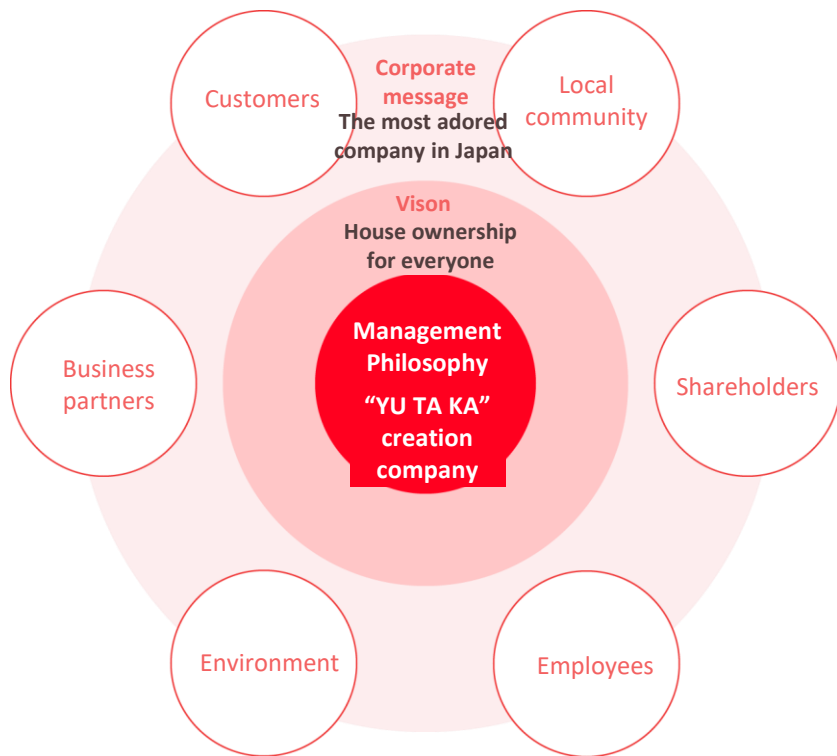 Customers
Corporate
message
The most adored
company in Japan
Local
community
Vison
House ownership
for everyone
Management
Philosophy
“YU TA KA”
creation
company
Business
partners
Shareholders
Environment
Employees